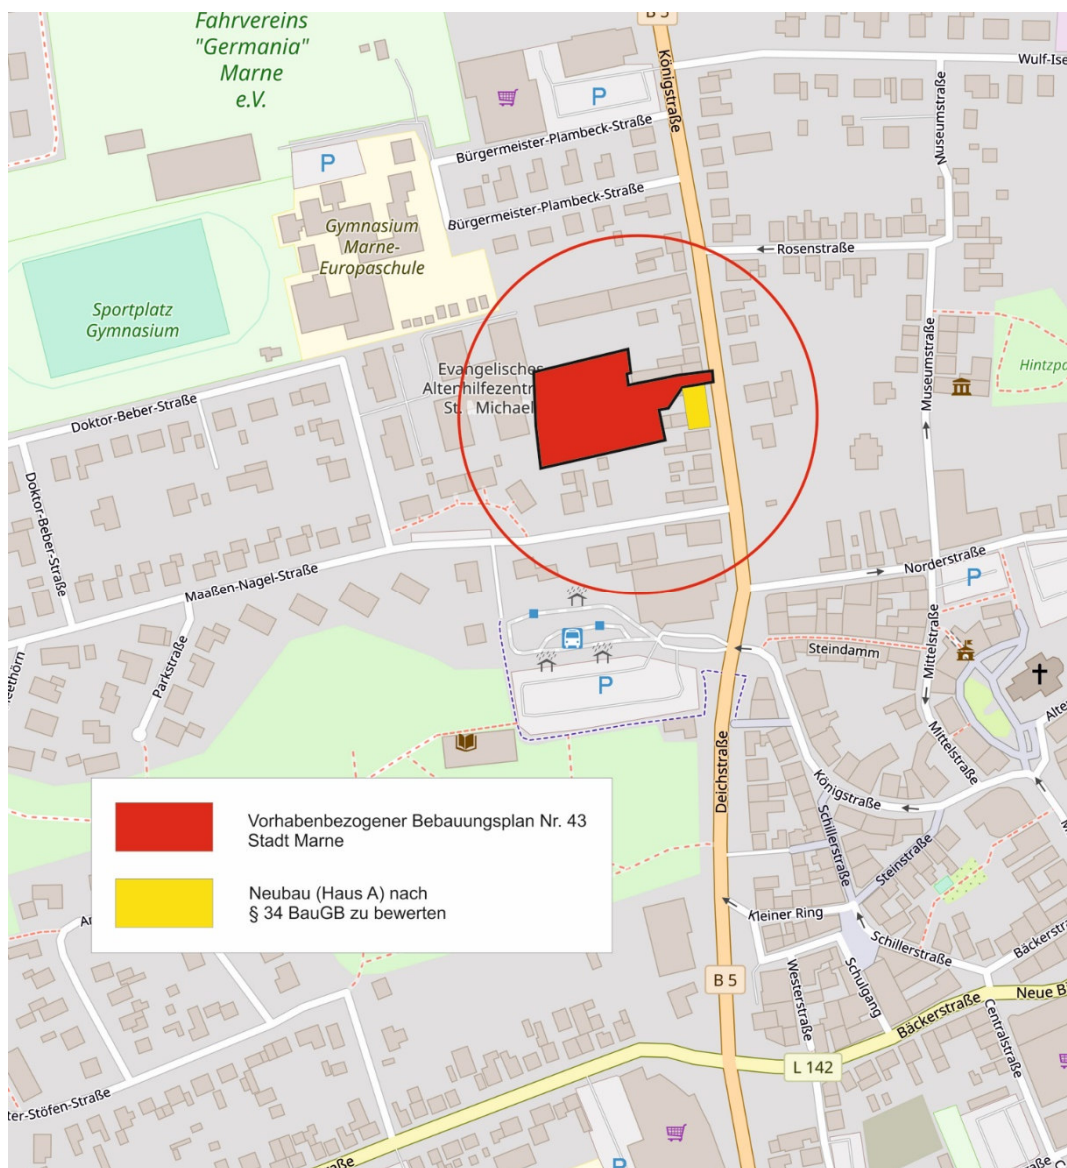 Fahrvereins
"Germania"
Marne
e.V.
B 5
Königstraße
Wulf-Ise
P
Bürgermeister-Plambeck-Straße
Museumstraße
P
Bürgermeister-Plambeck-Straße
Gymnasium
Marne-
Europaschule
Rosenstraße
Sportplatz
Gymnasium
Museumstraße
Hintzpa
Evangelisches
Altenhilfezentr
St. Michael
Doktor-Beber-Straße
Doktor-Beber-Straße
Norderstraße
P
Maaßen-Nagel-Straße
Parkstraße
Steindamm
Mittelstraße
P
Alte
Mittelstraße
Deichstraße
Königstraße
Schillerstraße
Steinstraße
Vorhabenbezogener Bebauungsplan Nr. 43
Stadt Marne
Neubau (Haus A) nach
§ 34 BauGB zu bewerten
Kleiner Ring
Schillerstraße
Bäckerstraße
B 5
Westerstraße
Schulgang
Bäckerstraße
Neue B
Centralstraße
L 142
ter-Stöfen-Straße
P